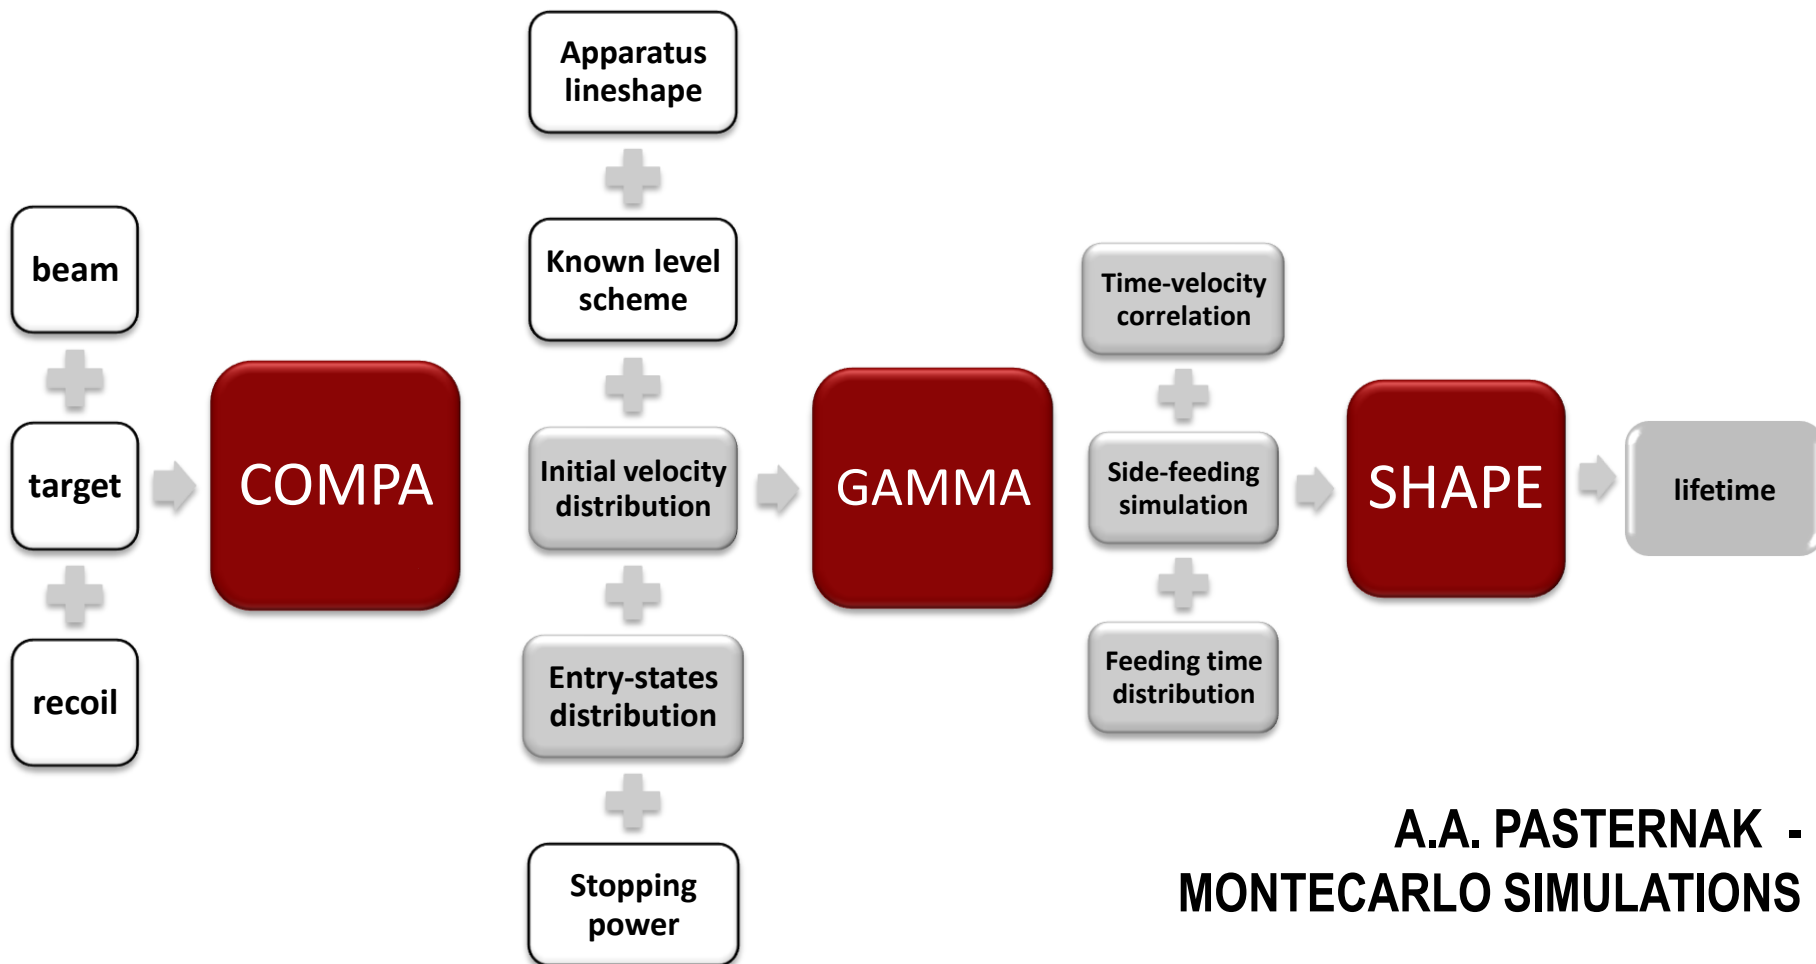 beam
target
recoil
COMPA
Apparatus
lineshape
Known level
scheme
Initial velocity
distribution
Entry-states
distribution
Stopping
power
GAMMA
Time-velocity
correlation
Side-feeding
simulation
Feeding time
distribution
SHAPE
lifetime
A.A. PASTERNAK -
MONTECARLO SIMULATIONS